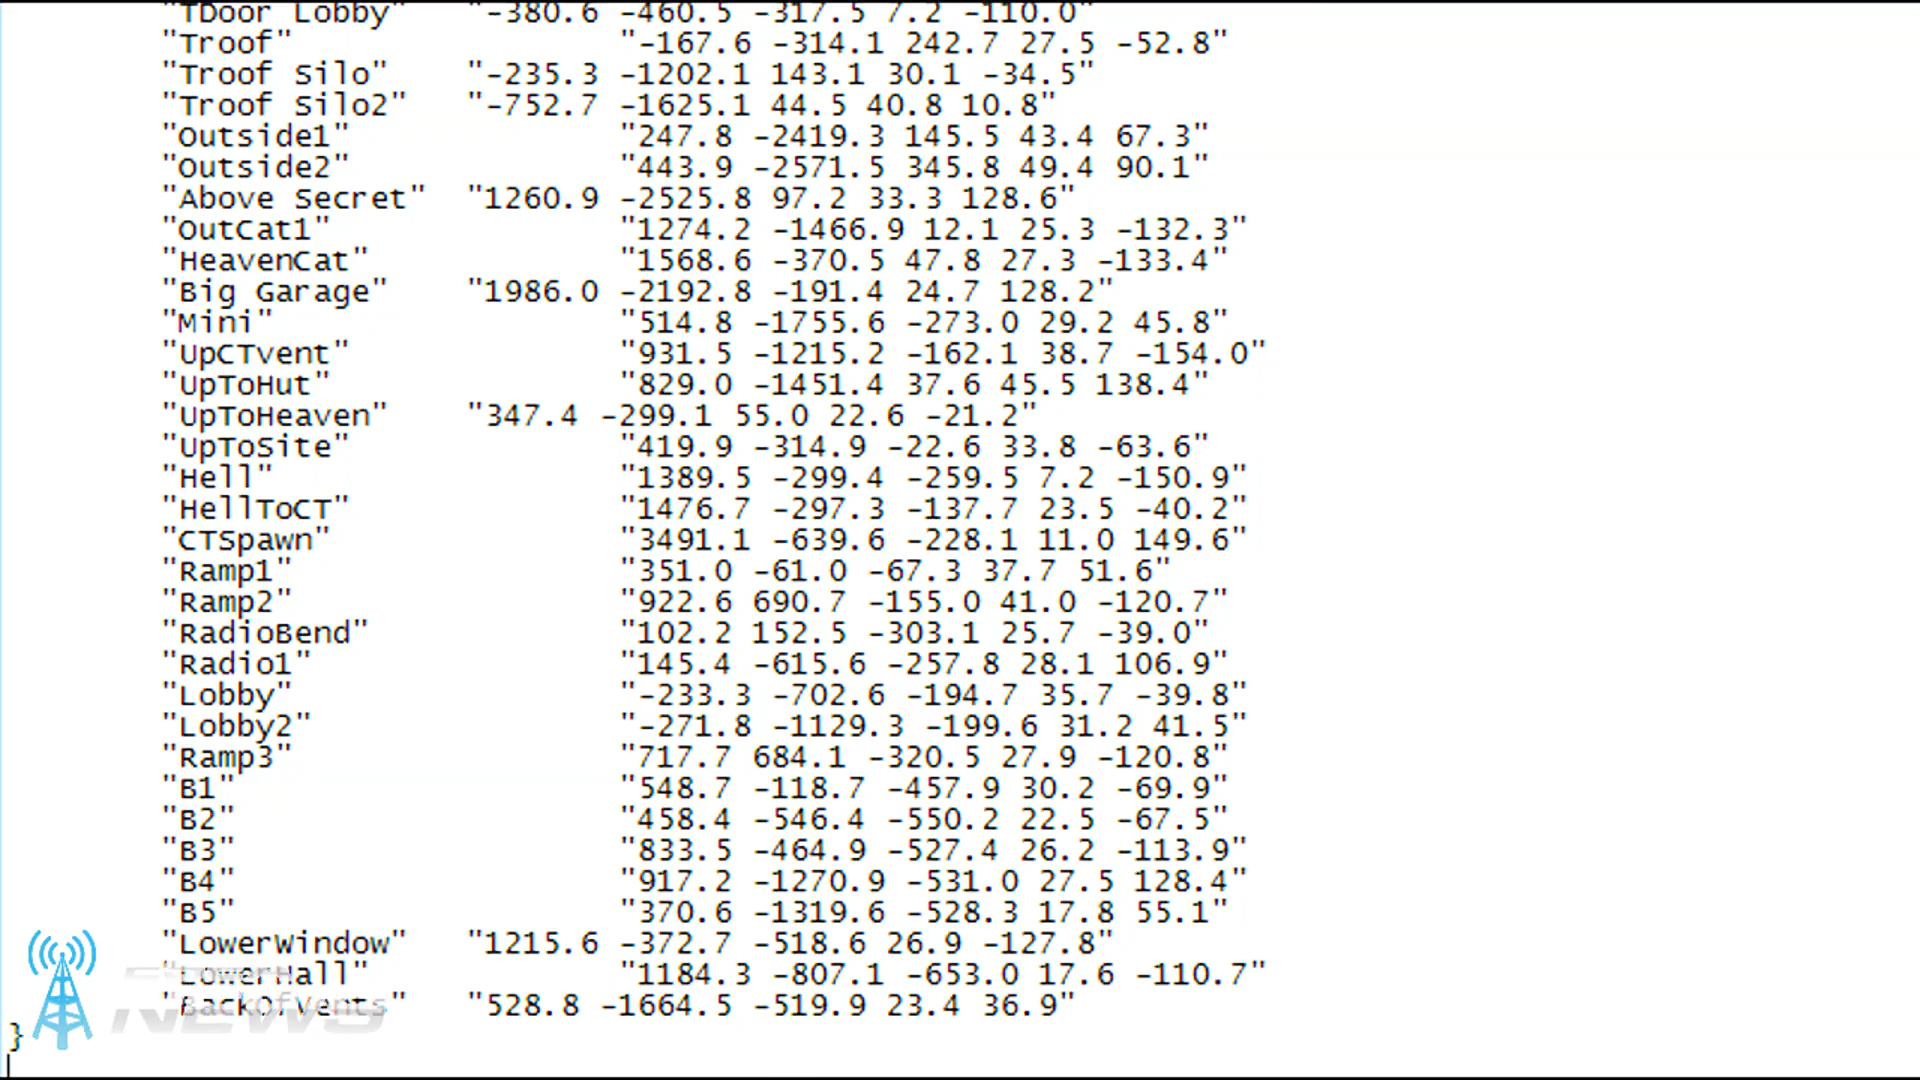 "TDoor Lobby" "-380.6 -460.5 -317.5 7.2 -110.0"
"Troof" "-167.6 -314.1 242.7 27.5 -52.8"
"Troof Silo" "-235.3 -1202.1 143.1 30.1 -34.5"
"Troof Silo2" "-752.7 -1625.1 44.5 40.8 10.8"
"Outside1" "247.8 -2419.3 145.5 43.4 67.3"
"Outside2" "443.9 -2571.5 345.8 49.4 90.1"
"Above Secret" "1260.9 -2525.8 97.2 33.3 128.6"
"OutCat1" "1274.2 -1466.9 12.1 25.3 -132.3"
"HeavenCat" "1568.6 -370.5 47.8 27.3 -133.4"
"Big Garage" "1986.0 -2192.8 -191.4 24.7 128.2"
"Mini" "514.8 -1755.6 -273.0 29.2 45.8"
"UpCTvent" "931.5 -1215.2 -162.1 38.7 -154.0"
"UpToHut" "829.0 -1451.4 37.6 45.5 138.4"
"UpToHeaven" "347.4 -299.1 55.0 22.6 -21.2"
"UpToSite" "419.9 -314.9 -22.6 33.8 -63.6"
"Hell" "1389.5 -299.4 -259.5 7.2 -150.9"
"HellToCT" "1476.7 -297.3 -137.7 23.5 -40.2"
"CTSpawn" "3491.1 -639.6 -228.1 11.0 149.6"
"Ramp1" "351.0 -61.0 -67.3 37.7 51.6"
"Ramp2" "922.6 690.7 -155.0 41.0 -120.7"
"RadioBend" "102.2 152.5 -303.1 25.7 -39.0"
"Radio1" "145.4 -615.6 -257.8 28.1 106.9"
"Lobby" "-233.3 -702.6 -194.7 35.7 -39.8"
"Lobby2" "-271.8 -1129.3 -199.6 31.2 41.5"
"Ramp3" "717.7 684.1 -320.5 27.9 -120.8"
"B1" "548.7 -118.7 -457.9 30.2 -69.9"
"B2" "458.4 -546.4 -550.2 22.5 -67.5"
"B3" "833.5 -464.9 -527.4 26.2 -113.9"
"B4" "917.2 -1270.9 -531.0 27.5 128.4"
"B5" "370.6 -1319.6 -528.3 17.8 55.1"
"LowerWindow" "1215.6 -372.7 -518.6 26.9 -127.8"
"LowerHall" "1184.3 -807.1 -653.0 17.6 -110.7"
"BackOfVents" "528.8 -1664.5 -519.9 23.4 36.9"
NEWS
}